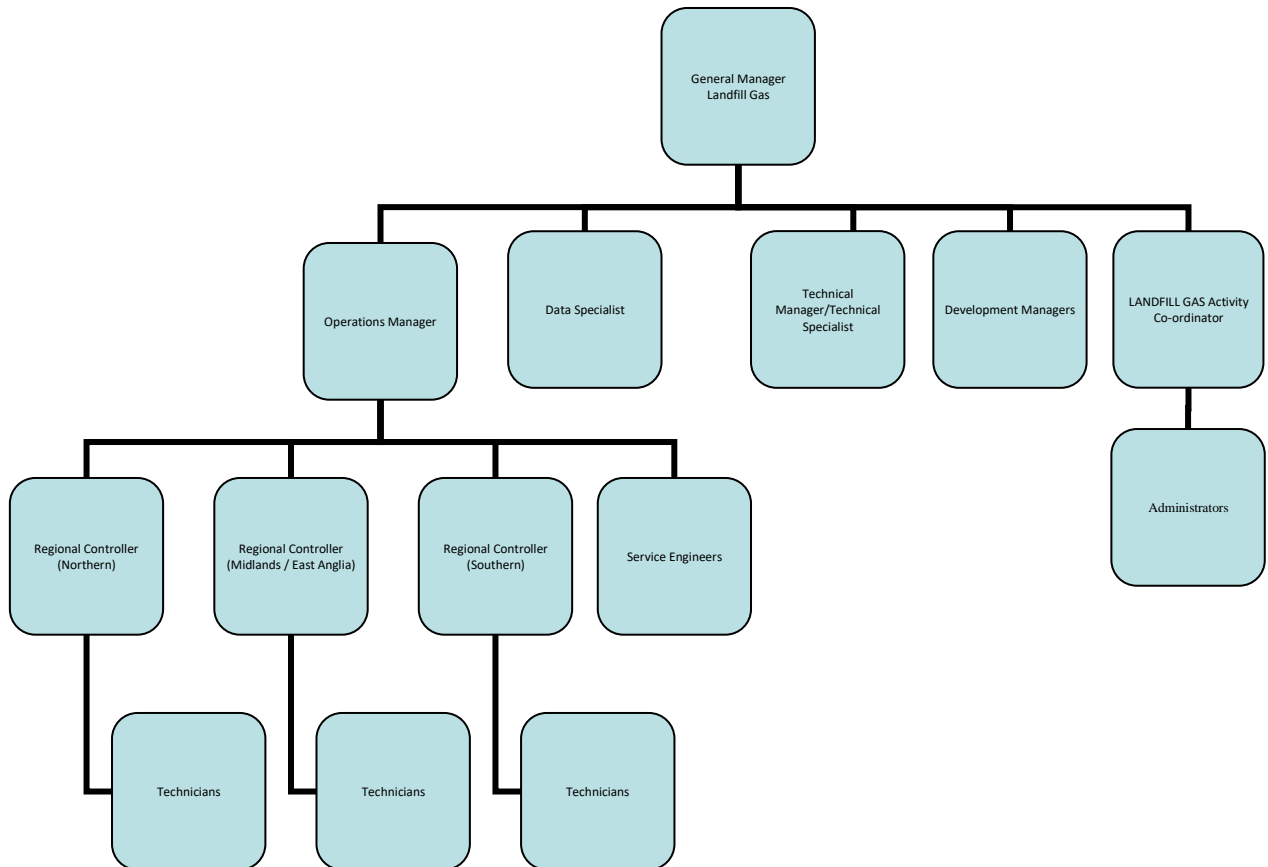 General Manager
Landfill Gas
Operations Manager
Data Specialist
Technical
Manager/Technical
Specialist
Development Managers
LANDFILL GAS Activity
Co-ordinator
Regional Controller
(Northern)
Regional Controller
(Midlands / East Anglia)
Regional Controller
(Southern)
Service Engineers
Administrators
Technicians
Technicians
Technicians